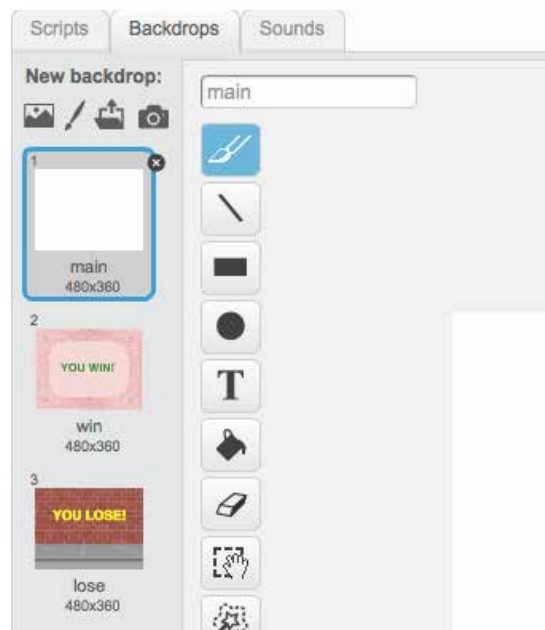 Scripts Backdrops Sounds
New backdrop:
main
1
main
480x360
2
YOU WIN!
win
480x360
3
YOU LOSE!
lose
480x360
T